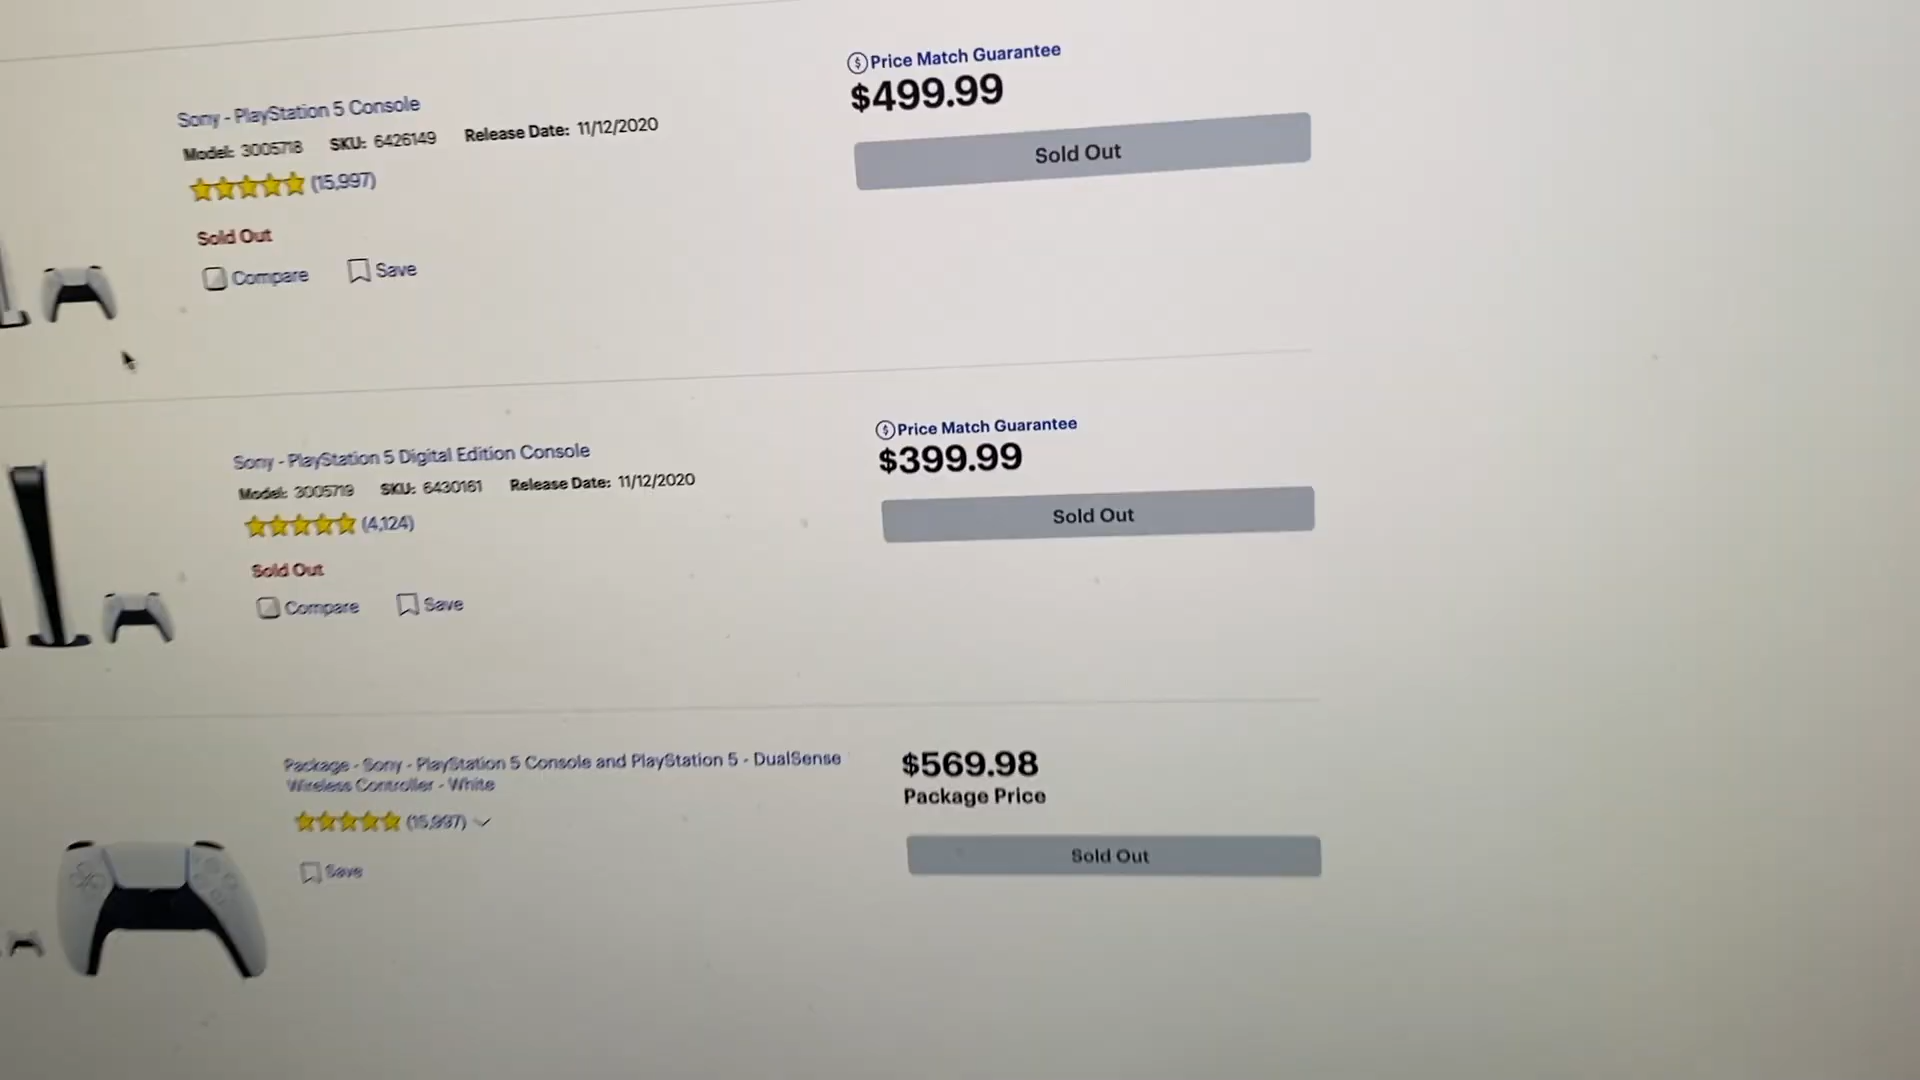 Price Match Guarantee
$499.99
Sony - PlayStation 5 Console
Model: 3005718 SKU: 6426149 Release Date: 11/12/2020
(15,997)
Sold Out
Sold Out
Compare Save
Price Match Guarantee
$399.99
Sony - PlayStation 5 Digital Edition Console
Model: 3005719 SKU: 6430161 Release Date: 11/12/2020
(4,124)
Sold Out
Sold Out
Compare Save
Package - Sony - PlayStation 5 Console and PlayStation 5 - DualSense
Wireless Controller - White
$569.98
Package Price
(15,997)
Sold Out
Save